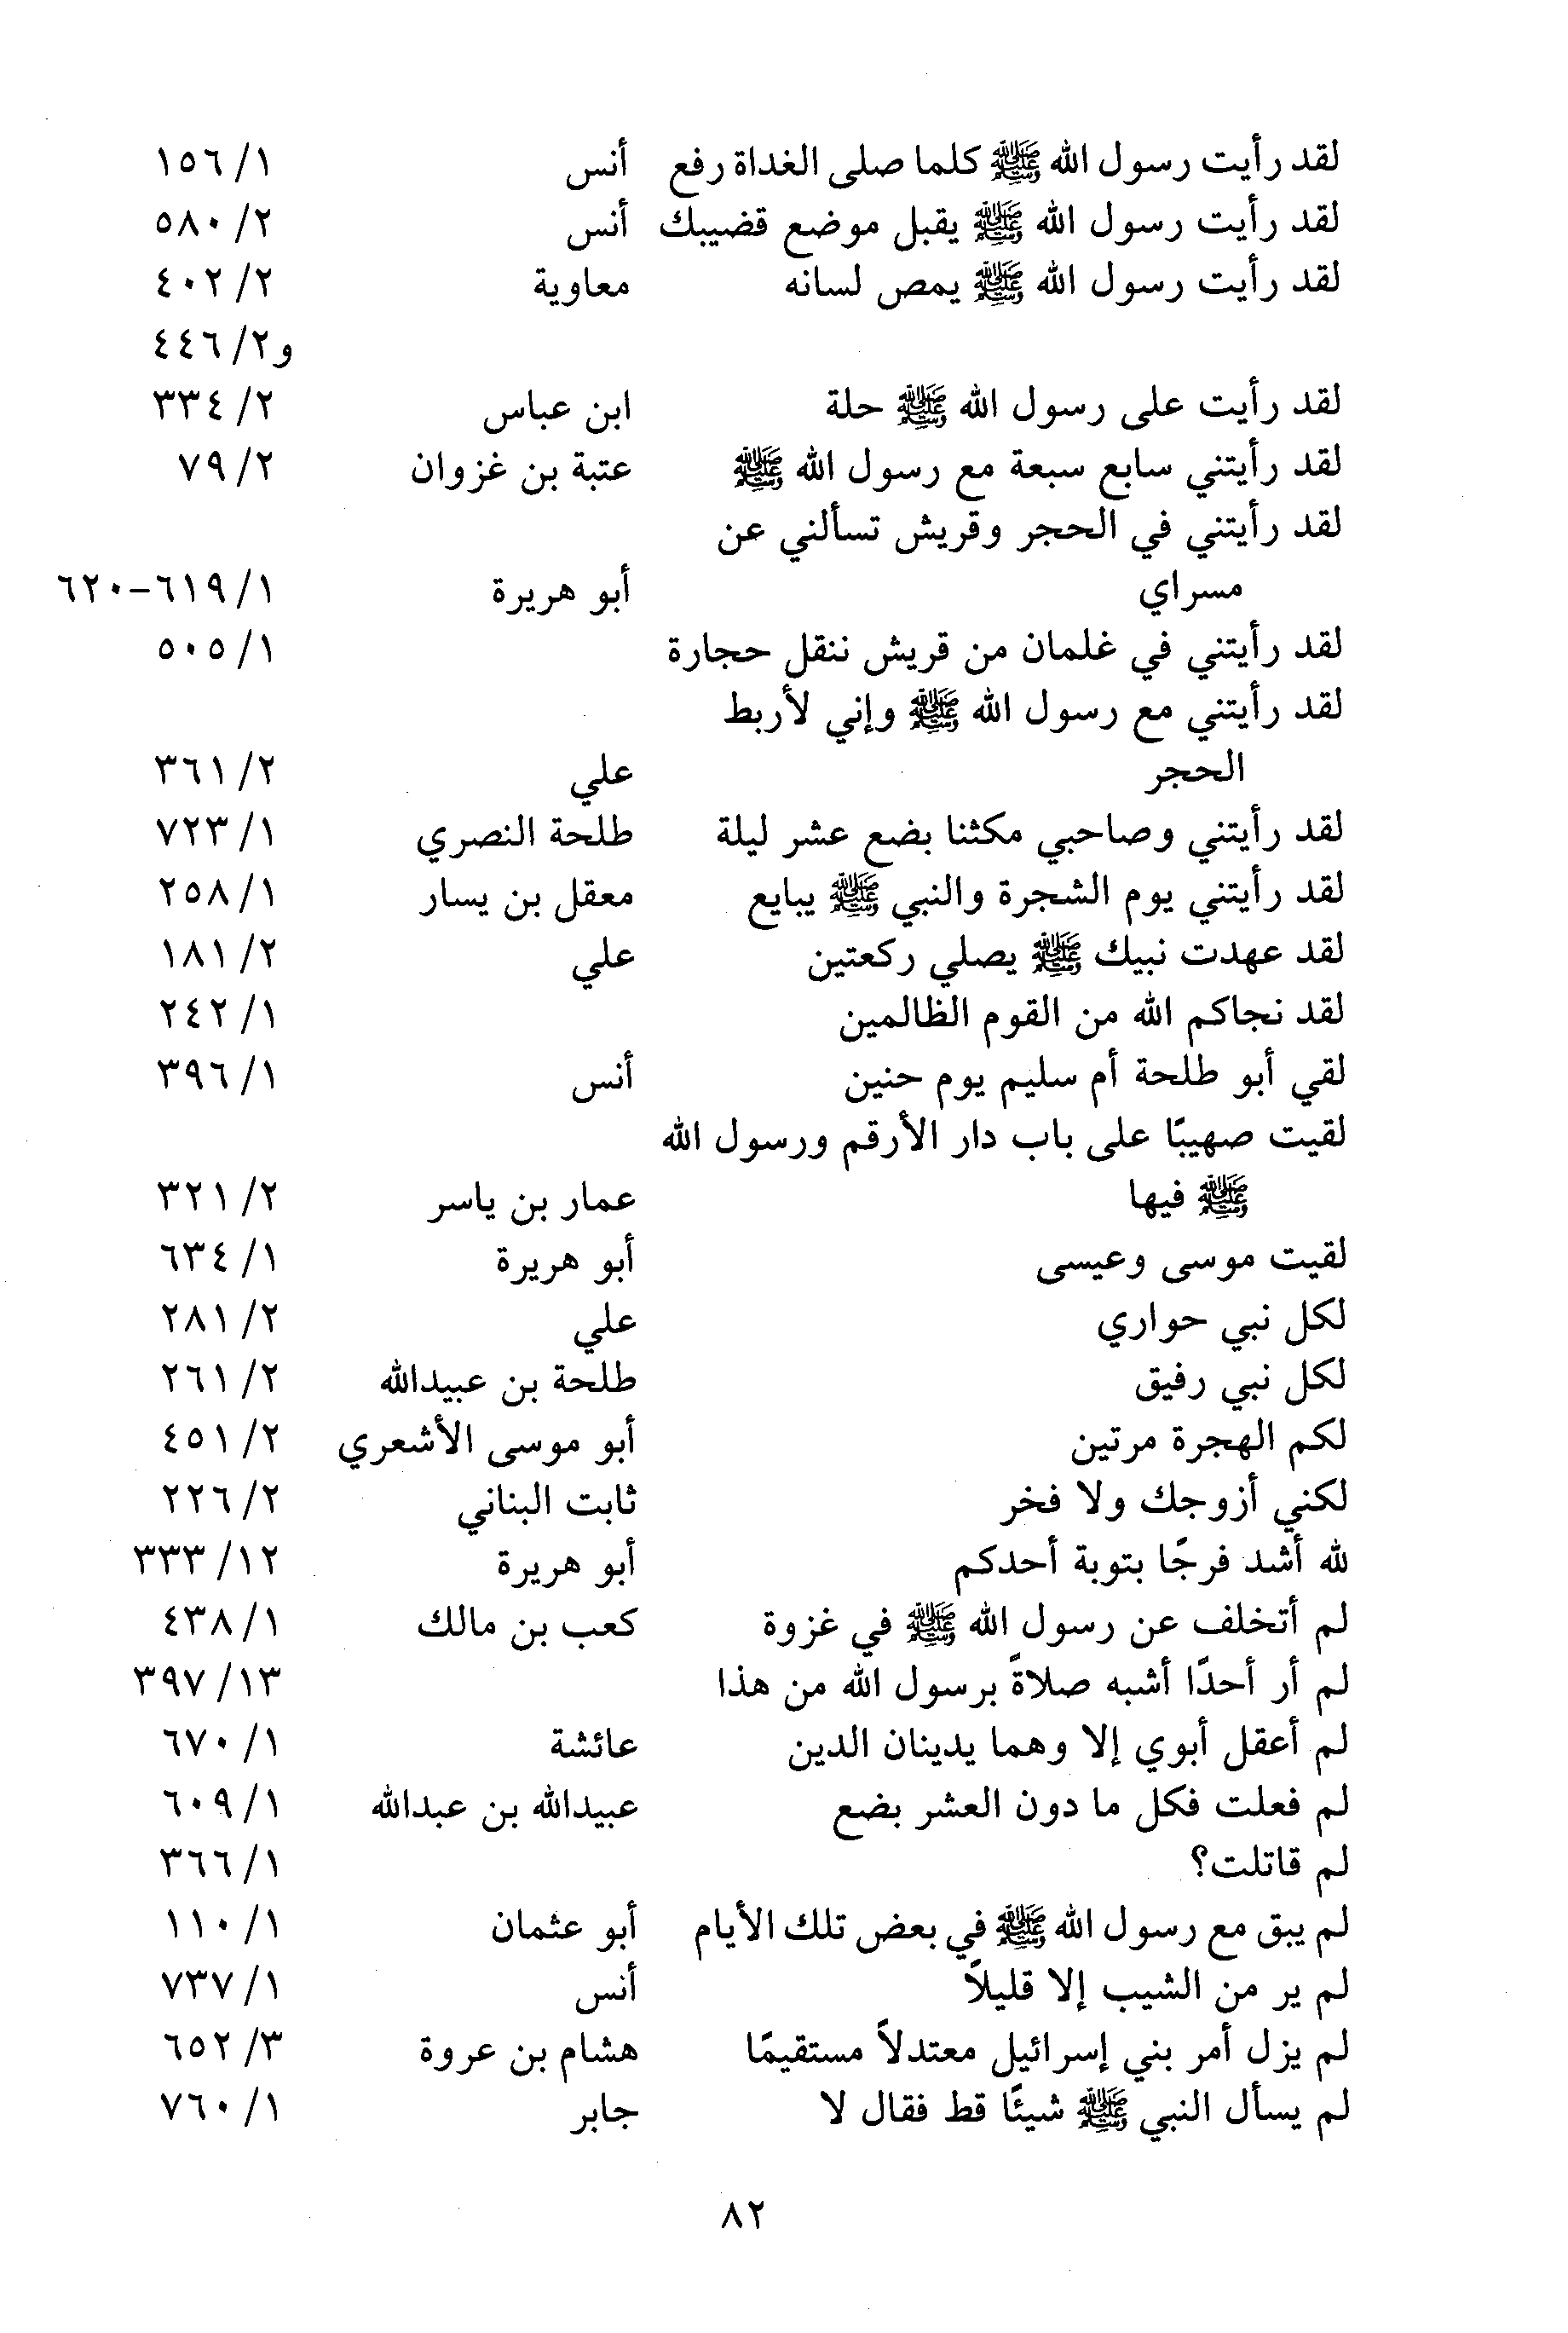 لقد رأيت رسول الله ﷺ كلما صلى الغداة رفع أنس ١/ ١٥٦
لقد رأيت رسول الله ﷺ يقبل موضع قضيبك أنس ٢/ ٥٨٠
لقد رأيت رسول الله ﷺ يمص لسانه معاوية ٢/ ٤٠٢
و٢/ ٤٤٦
لقد رأيت على رسول الله ﷺ حلة ابن عباس ٢/ ٣٣٤
لقد رأيتني سابع سبعة مع رسول الله ﷺ عتبة بن غزوان ٢/ ٧٩
لقد رأيتني في الحجر وقريش تسألني عن
مسراي أبو هريرة ١/ ٦١٩-٦٢٠
لقد رأيتني في غلمان من قريش ننقل حجارة ١/ ٥٠٥
لقد رأيتني مع رسول الله ﷺ وإني لأربط
الحجر علي ٢/ ٣٦١
لقد رأيتني وصاحبي مكثنا بضع عشر ليلة طلحة النصري ١/ ٧٢٣
لقد رأيتني يوم الشجرة والنبي ﷺ يبايع معقل بن يسار ١/ ٢٥٨
لقد عهدت نبيك ﷺ يصلي ركعتين علي ٢/ ١٨١
لقد نجاكم الله من القوم الظالمين ١/ ٢٤٢
لقي أبو طلحة أم سليم يوم حنين أنس ١/ ٣٩٦
لقيت صهيبًا على باب دار الأرقم ورسول الله
ﷺ فيها عمار بن ياسر ٢/ ٣٢١
لقيت موسى وعيسى أبو هريرة ١/ ٦٣٤
لكل نبي حواري علي ٢/ ٢٨١
لكل نبي رفيق طلحة بن عبيدالله ٢/ ٢٦١
لكم الهجرة مرتين أبو موسى الأشعري ٢/ ٤٥١
لكني أزوجك ولا فخر ثابت البناني ٢/ ٢٢٦
لله أشد فرجًا بتوبة أحدكم أبو هريرة ١٢/ ٣٣٣
لم أتخلف عن رسول الله ﷺ في غزوة كعب بن مالك ١/ ٤٣٨
لم أر أحدًا أشبه صلاةً برسول الله من هذا ١٣/ ٣٩٧
لم أعقل أبوي إلا وهما يدينان الدين عائشة ١/ ٦٧٠
لم فعلت فكل ما دون العشر بضع عبيدالله بن عبدالله ١/ ٦٠٩
لم قاتلت؟ ١/ ٣٦٦
لم يبق مع رسول الله ﷺ في بعض تلك الأيام أبو عثمان ١/ ١١٠
لم ير من الشيب إلا قليلاً أنس ١/ ٧٣٧
لم يزل أمر بني إسرائيل معتدلاً مستقيمًا هشام بن عروة ٣/ ٦٥٢
لم يسأل النبي ﷺ شيئًا قط فقال لا جابر ١/ ٧٦٠
٨٢